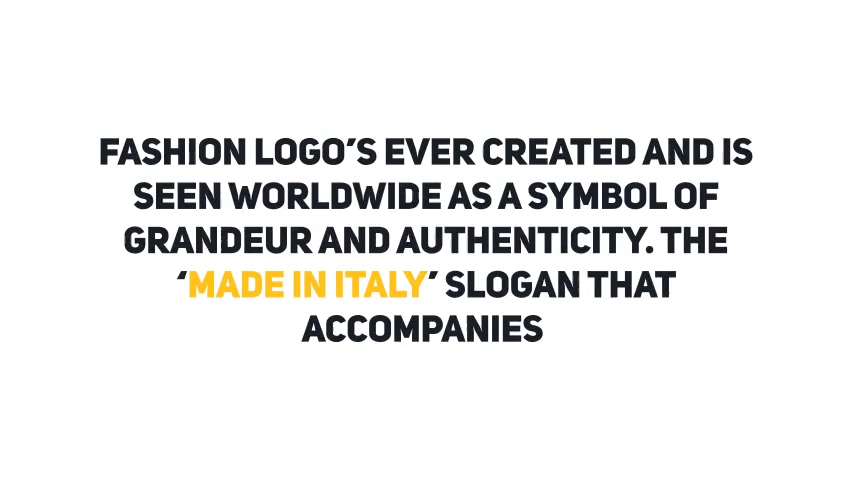 FASHION LOGO’S EVER CREATED AND IS
SEEN WORLDWIDE AS A SYMBOL OF
GRANDEUR AND AUTHENTICITY. THE
‘MADE IN ITALY’ SLOGAN THAT
ACCOMPANIES